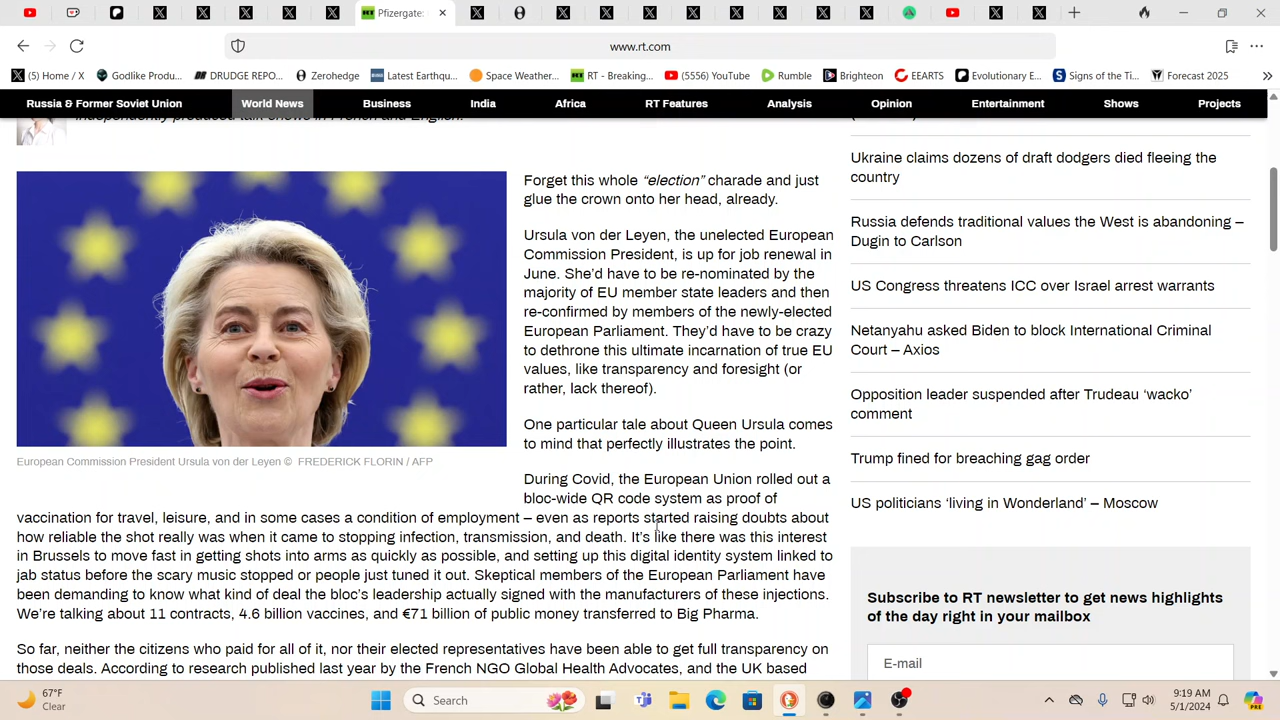 Pfizergate:
www.rt.com
(5) Home / X
Godlike Produ...
DRUDGE REPO...
Zerohedge
Latest Earthqu...
Space Weather...
RT - Breaking...
(5556) YouTube
Rumble
Brighteon
EEARTS
Evolutionary E...
Signs of the Ti...
Forecast 2025
Russia & Former Soviet Union
World News
Business
India
Africa
RT Features
Analysis
Opinion
Entertainment
Shows
Projects
independently produced talk shows in French and English.
European Commission President Ursula von der Leyen © FREDERICK FLORIN / AFP
Forget this whole “election” charade and just
glue the crown onto her head, already.
Ursula von der Leyen, the unelected European
Commission President, is up for job renewal in
June. She’d have to be re-nominated by the
majority of EU member state leaders and then
re-confirmed by members of the newly-elected
European Parliament. They’d have to be crazy
to dethrone this ultimate incarnation of true EU
values, like transparency and foresight (or
rather, lack thereof).
One particular tale about Queen Ursula comes
to mind that perfectly illustrates the point.
During Covid, the European Union rolled out a
bloc-wide QR code system as proof of
vaccination for travel, leisure, and in some cases a condition of employment – even as reports started raising doubts about
how reliable the shot really was when it came to stopping infection, transmission, and death. It’s like there was this interest
in Brussels to move fast in getting shots into arms as quickly as possible, and setting up this digital identity system linked to
job status before the scary music stopped or people just tuned it out. Skeptical members of the European Parliament have
been demanding to know what kind of deal the bloc’s leadership actually signed with the manufacturers of these injections.
We’re talking about 11 contracts, 4.6 billion vaccines, and €71 billion of public money transferred to Big Pharma.
So far, neither the citizens who paid for all of it, nor their elected representatives have been able to get full transparency on
those deals. According to research published last year by the French NGO Global Health Advocates, and the UK based
Ukraine claims dozens of draft dodgers died fleeing the
country
Russia defends traditional values the West is abandoning –
Dugin to Carlson
US Congress threatens ICC over Israel arrest warrants
Netanyahu asked Biden to block International Criminal
Court – Axios
Opposition leader suspended after Trudeau ‘wacko’
comment
Trump fined for breaching gag order
US politicians ‘living in Wonderland’ – Moscow
Subscribe to RT newsletter to get news highlights
of the day right in your mailbox
E-mail
67°F
Clear
Search
9:19 AM
5/1/2024